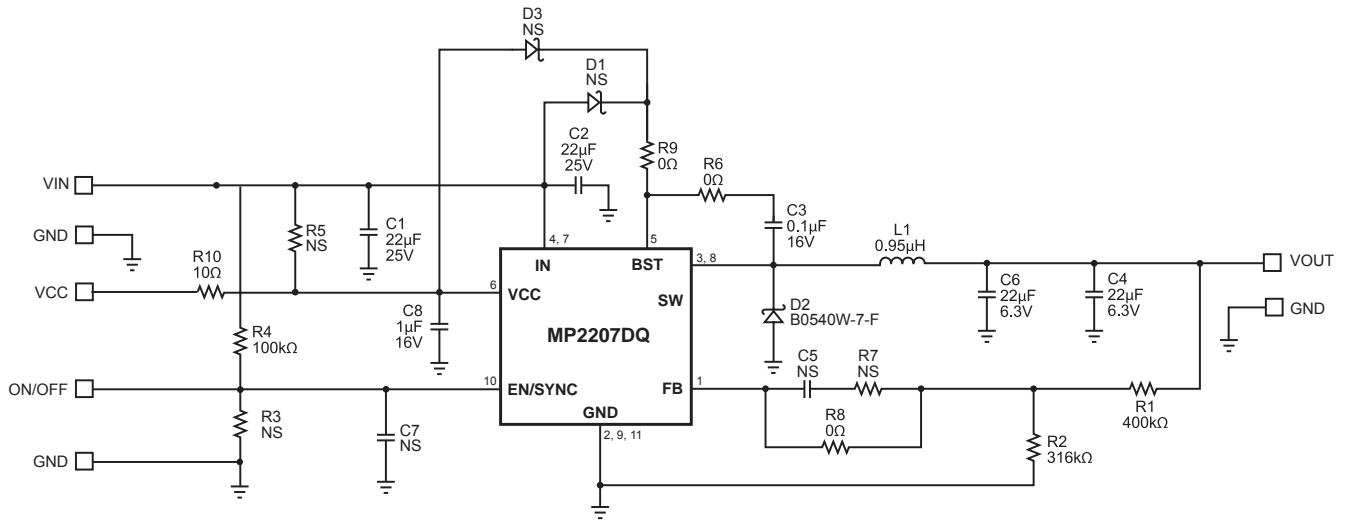 D3
NS
D1
NS
C2
22µF
25V
R9
0Ω
R6
0Ω
VIN
C3
0.1µF
16V
GND
R5
NS
C1
22µF
25V
4, 7
5
L1
0.95µH
R10
10Ω
IN
BST
3, 8
VOUT
VCC
6
VCC
SW
C6
22µF
6.3V
C4
22µF
6.3V
C8
1µF
16V
D2
B0540W-7-F
GND
MP2207DQ
R4
100kΩ
C5
NS
R7
NS
ON/OFF
10
EN/SYNC
FB
1
GND
R1
400kΩ
R3
NS
C7
NS
2, 9, 11
R8
0Ω
R2
316kΩ
GND